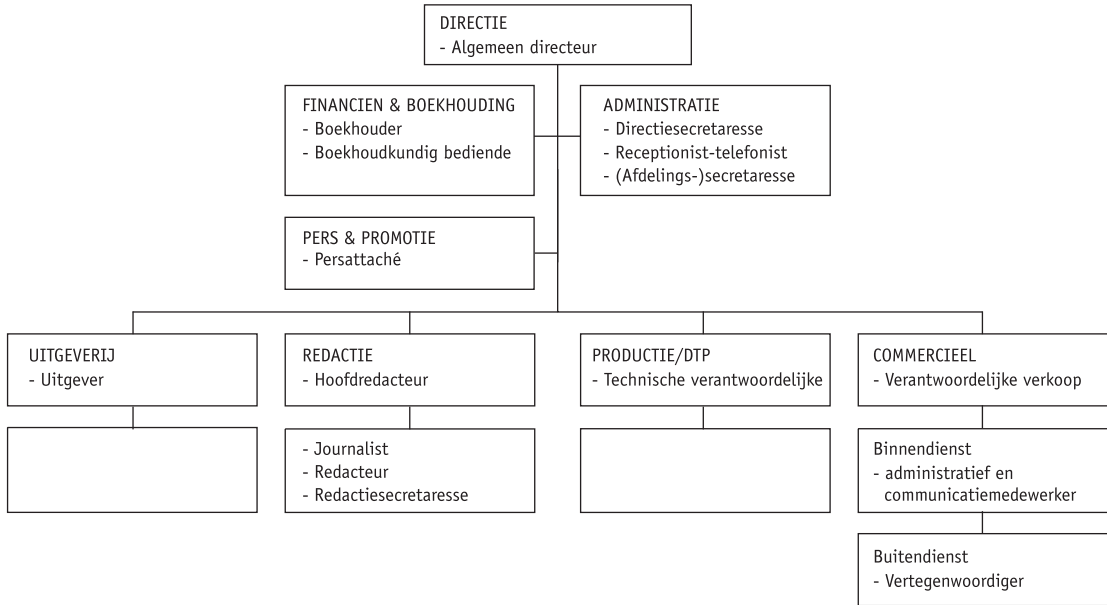 DIRECTIE
- Algemeen directeur
FINANCIEN & BOEKHOUDING
- Boekhouder
- Boekhoudkundig bediende
ADMINISTRATIE
- Directiesecretaresse
- Receptionist-telefonist
- (Afdelings-)secretaresse
PERS & PROMOTIE
- Persattaché
UITGEVERIJ
- Uitgever
REDACTIE
- Hoofdredacteur
- Journalist
- Redacteur
- Redactiesecretaresse
PRODUCTIE/DTP
- Technische verantwoordelijke
COMMERCIEEL
- Verantwoordelijke verkoop
Binnendienst
- administratief en
communicatiemedewerker
Buitendienst
- Vertegenwoordiger